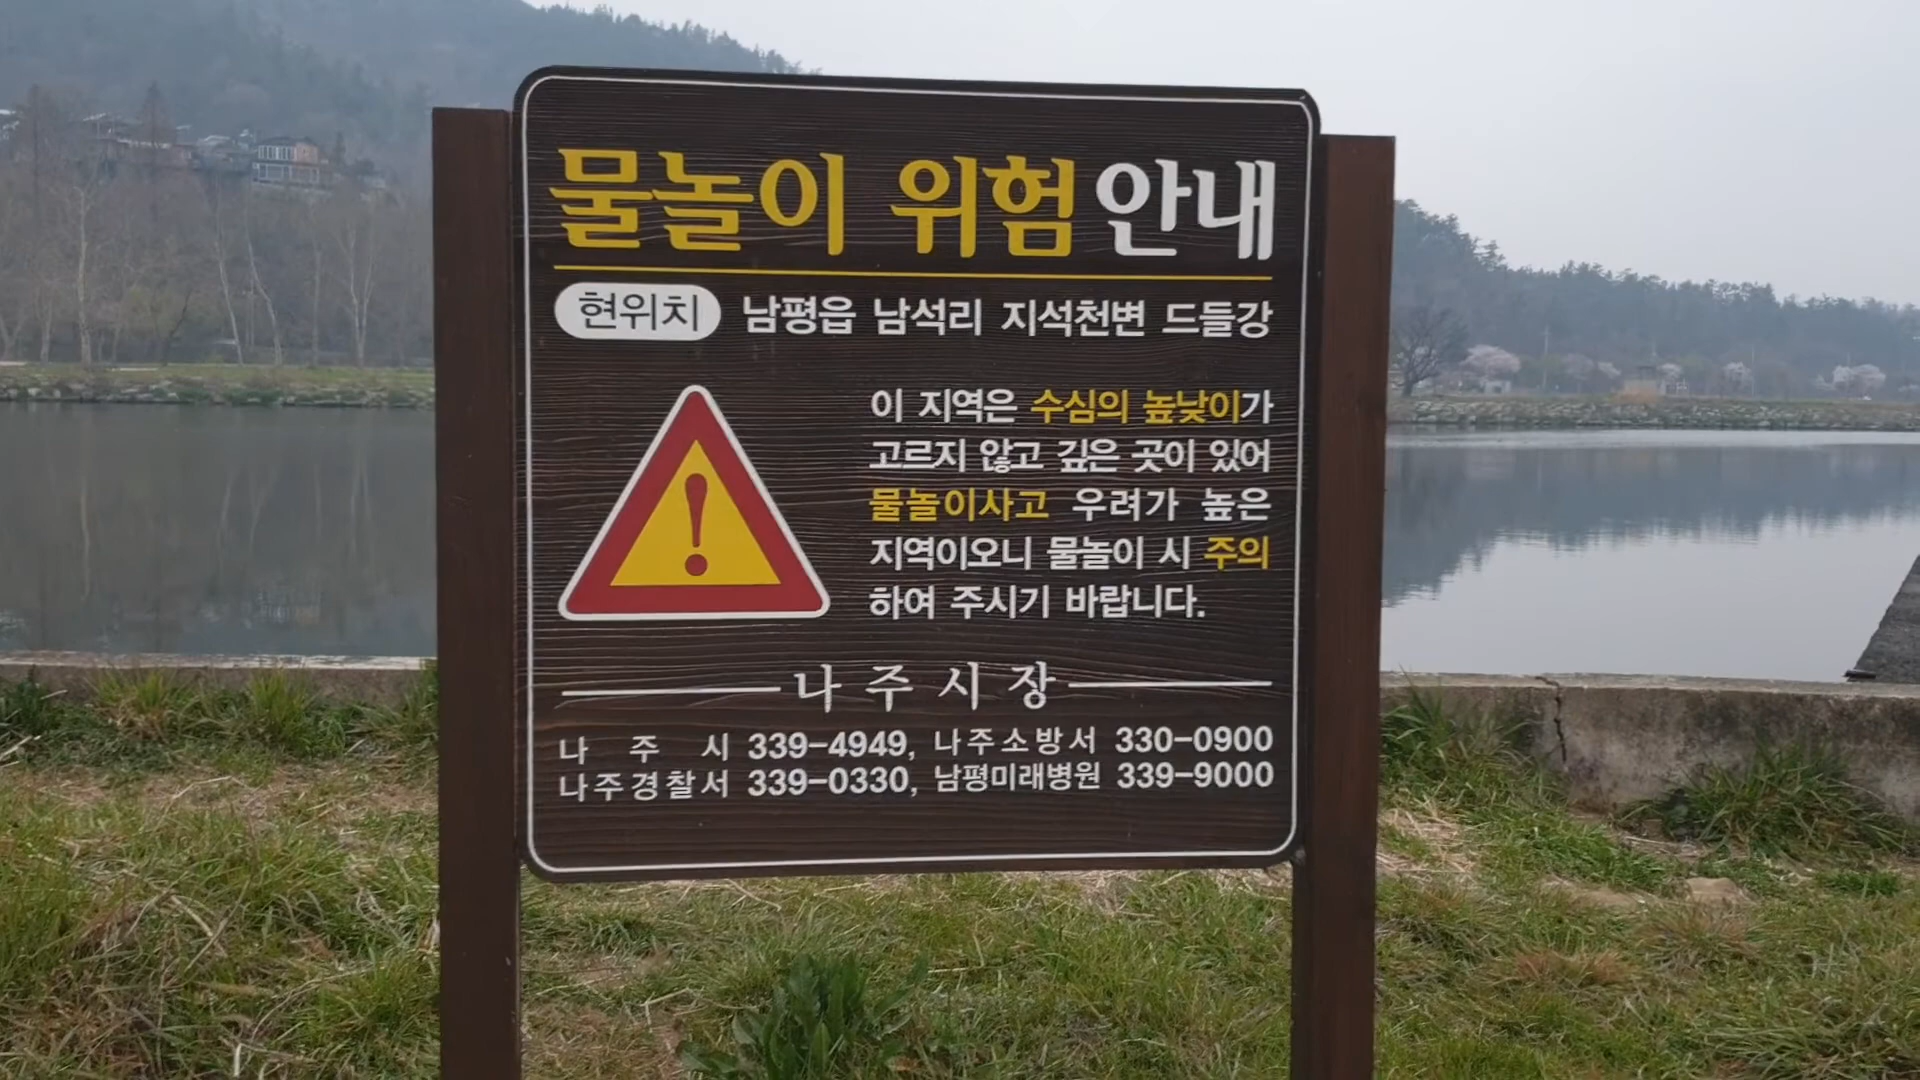 물놀이 위험 안내
현위치 남평읍 남석리 지석천변 드들강
이 지역은 수심의 높낮이가
고르지 않고 깊은 곳이 있어
물놀이사고 우려가 높은
지역이오니 물놀이 시 주의
하여 주시기 바랍니다.
나주시장
나 주 시 339-4949, 나주소방서 330-0900
나주경찰서 339-0330, 남평미래병원 339-9000